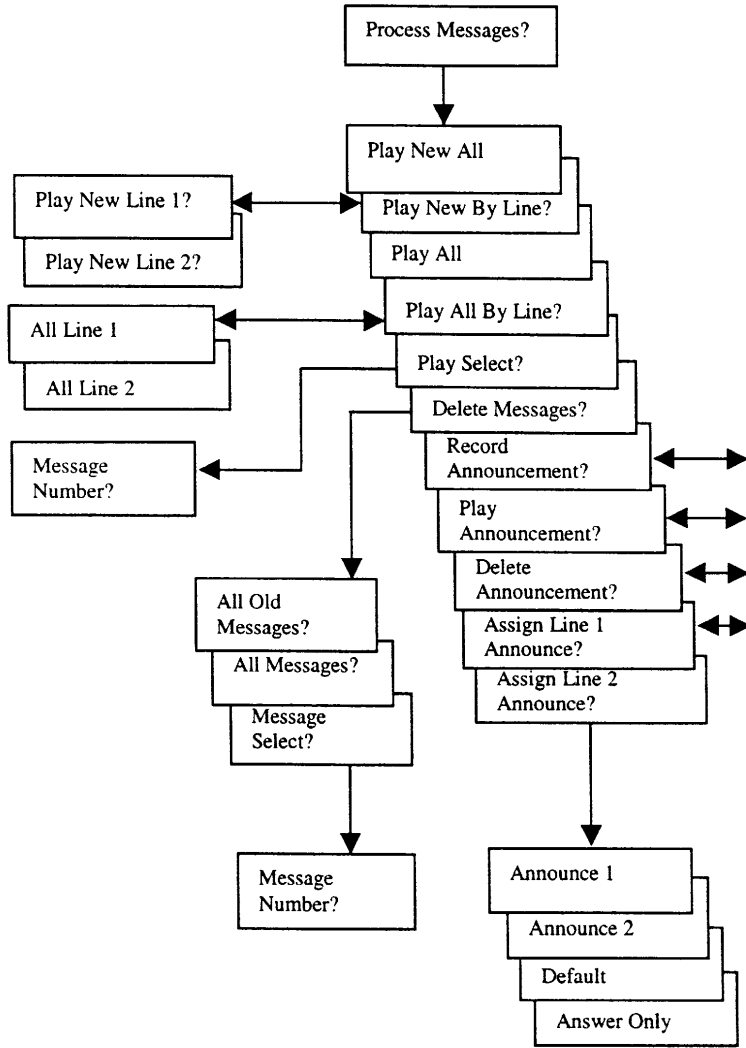 Process Messages?
Play New All
Play New Line 1?
Play New By Line?
Play New Line 2?
Play All
All Line 1
Play All By Line?
All Line 2
Play Select?
Delete Messages?
Message
Number?
Record
Announcement?
Play
Announcement?
Delete
Announcement?
All Old
Messages?
Assign Line 1
Announce?
All Messages?
Assign Line 2
Announce?
Message
Select?
Message
Number?
Announce 1
Announce 2
Default
Answer Only